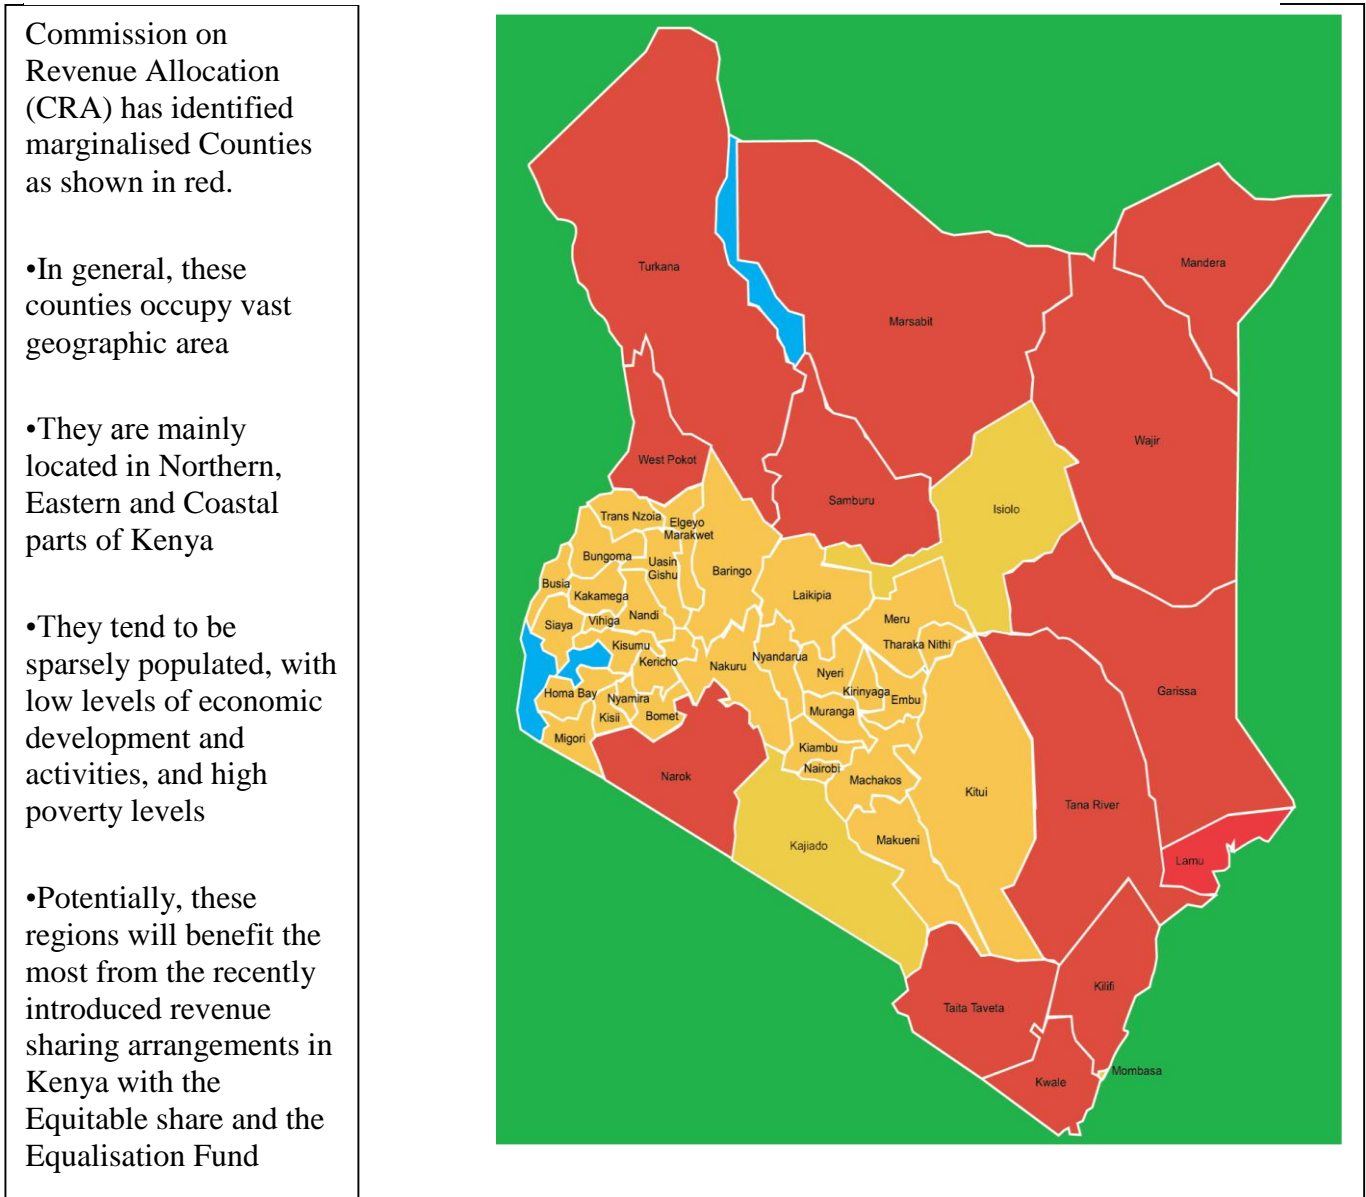 Commission on
Revenue Allocation
(CRA) has identified
marginalised Counties
as shown in red.
•In general, these
counties occupy vast
geographic area
•They are mainly
located in Northern,
Eastern and Coastal
parts of Kenya
•They tend to be
sparsely populated, with
low levels of economic
development and
activities, and high
poverty levels
•Potentially, these
regions will benefit the
most from the recently
introduced revenue
sharing arrangements in
Kenya with the
Equitable share and the
Equalisation Fund
Turkana
Mandera
Marsabit
Wajir
West Pokot
Samburu
Isiolo
Trans Nzoia
Elgeyo
Marakwet
Bungoma
Uasin
Gishu
Baringo
Busia
Kakamega
Laikipia
Siaya
Vihiga
Nandi
Meru
Kisumu
Tharaka Nithi
Kericho
Nakuru
Nyandarua
Nyeri
Homa Bay
Nyamira
Kirinyaga
Embu
Garissa
Kisii
Bomet
Muranga
Migori
Kiambu
Nairobi
Narok
Machakos
Kitui
Tana River
Kajiado
Makueni
Lamu
Taita Taveta
Kilifi
Kwale
Mombasa